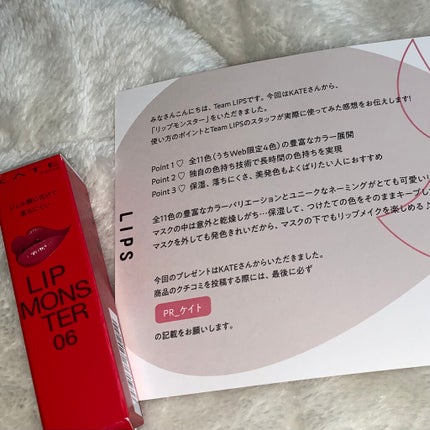 KATE
LIP
MONS
TER
06
LIPS
みなさんこんにちは、Team LIPSです。今回はKATEさんから、
「リップモンスター」をいただきました。
使い方のポイントとTeam LIPSのスタッフが実際に使ってみた感想をお伝えします!
Point 1 ♡ 全11色(うちWeb限定4色)の豊富なカラー展開
Point 2 ♡ 独自の色持ち技術で長時間の色持ちを実現
Point 3 ♡ 保湿、落ちにくさ、美発色もよくばりたい人におすすめ
全11色の豊富なカラーバリエーションとユニークなネーミングがとても可愛い!
マスクの中は意外と乾燥しがち…保湿して、つけたての色をそのままキープし
マスクを外しても発色きれいだから、マスクの下でもリップメイクを楽しめる♪
今回のプレゼントはKATEさんからいただきました。
商品のクチコミを投稿する際には、最後に必ず
PR_ケイト
の記載をお願いします。